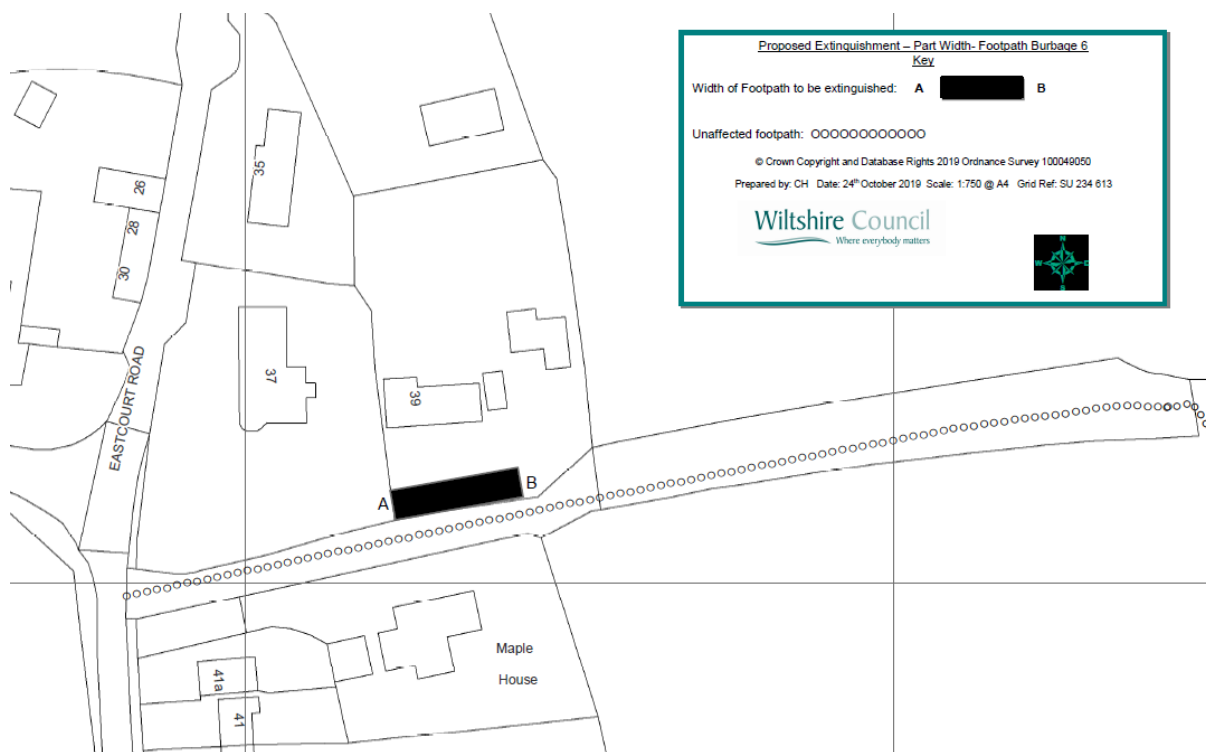 Proposed Extinguishment – Part Width- Footpath Burbage 6
Key
Width of Footpath to be extinguished: A B
Unaffected footpath: OOOOOOOOOOOO
© Crown Copyright and Database Rights 2019 Ordnance Survey 100049050
Prepared by: CH Date: 24th October 2019 Scale: 1:750 @ A4 Grid Ref: SU 234 613
Wiltshire Council
Where everybody matters
N
W E
S
35
26
28
30
EASTCOURT ROAD
37
39
A B
Maple
House
41a
41